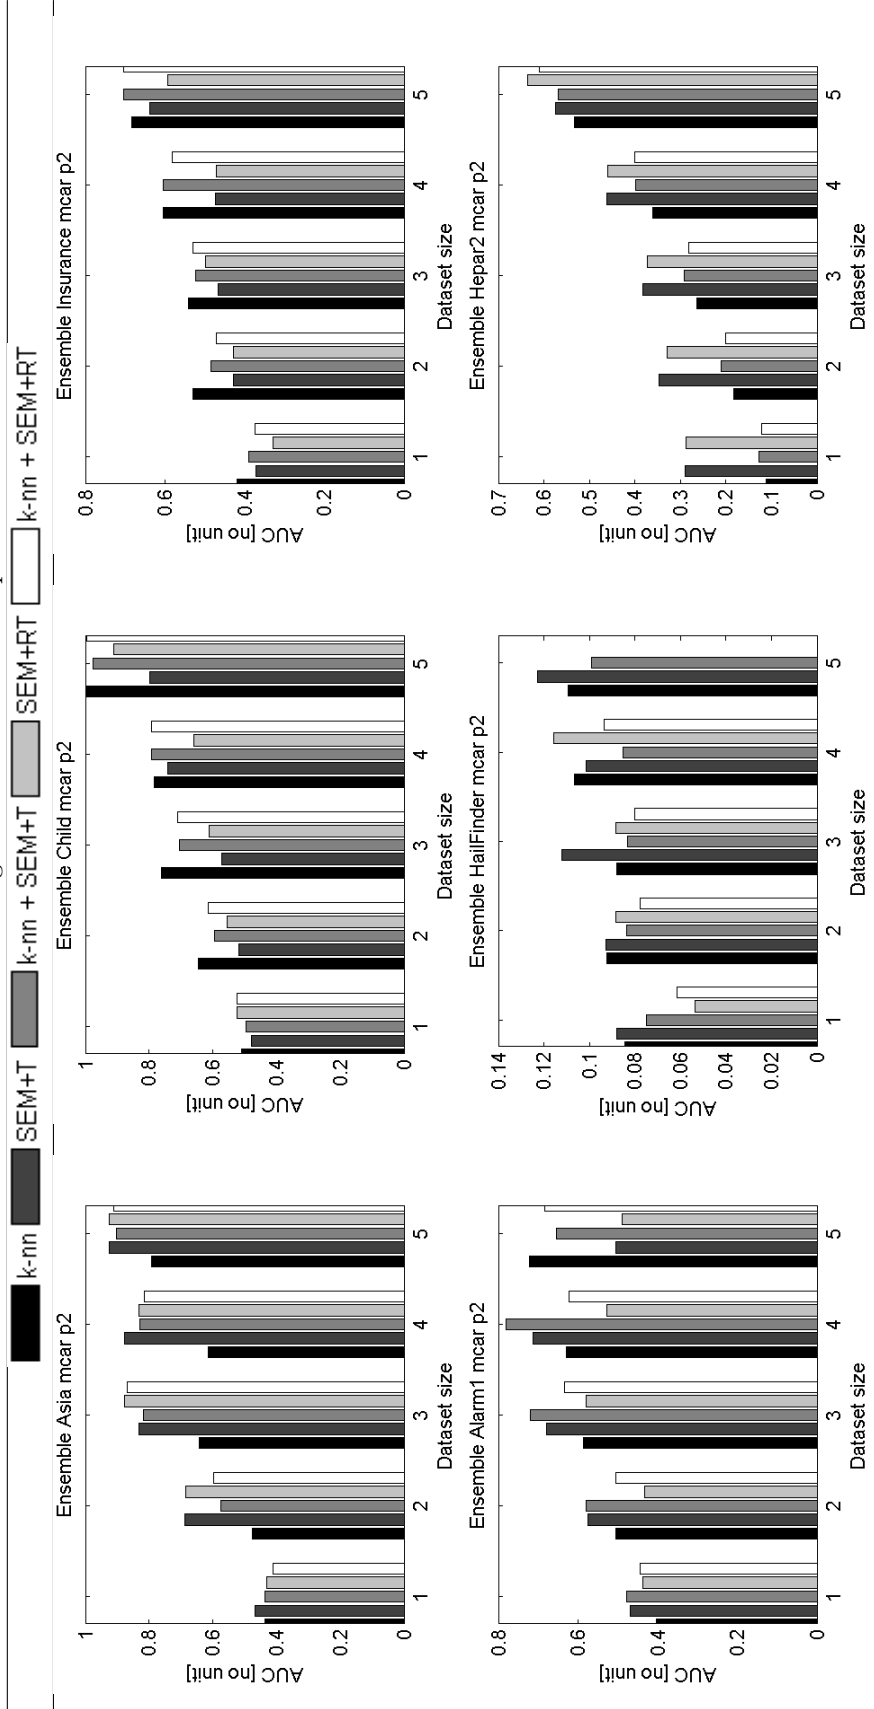 k-nn SEM+T k-nn + SEM+T SEM+RT k-nn + SEM+RT
Ensemble Asia mcar p2
AUC [no unit]
1
0.8
0.6
0.4
0.2
0
1 2 3 4 5
Dataset size
Ensemble Child mcar p2
AUC [no unit]
1
0.8
0.6
0.4
0.2
0
1 2 3 4 5
Dataset size
Ensemble Insurance mcar p2
AUC [no unit]
0.8
0.6
0.4
0.2
0
1 2 3 4 5
Dataset size
Ensemble Alarm1 mcar p2
AUC [no unit]
0.8
0.6
0.4
0.2
0
1 2 3 4 5
Dataset size
Ensemble HailFinder mcar p2
AUC [no unit]
0.14
0.12
0.1
0.08
0.06
0.04
0.02
0
1 2 3 4 5
Dataset size
Ensemble Hepar2 mcar p2
AUC [no unit]
0.7
0.6
0.5
0.4
0.3
0.2
0.1
0
1 2 3 4 5
Dataset size